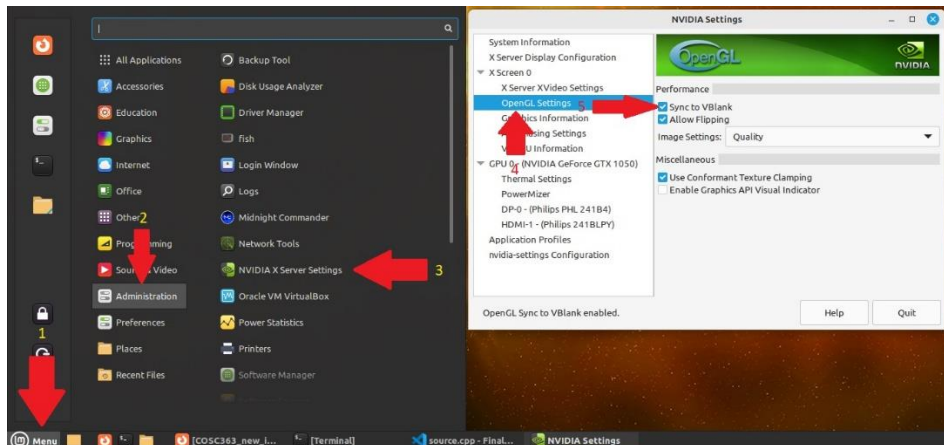 All Applications
Accessories
Education
Graphics
Internet
Office
Other
2
Programming
Sound & Video
Administration
Preferences
Places
Recent Files
Backup Tool
Disk Usage Analyzer
Driver Manager
fish
Login Window
Logs
Midnight Commander
Network Tools
NVIDIA X Server Settings
3
Oracle VM VirtualBox
Power Statistics
Printers
Software Manager
1
Menu
[COSC363_new_i...
[Terminal]
source.cpp - Final...
NVIDIA Settings
NVIDIA Settings
System Information
X Server Display Configuration
X Screen 0
X Server XVideo Settings
OpenGL Settings
5
Information
Settings
Information
4
GPU 0 - (NVIDIA GeForce GTX 1050)
Thermal Settings
PowerMizer
DP-0 - (Philips PHL 241B4)
HDMI-1 - (Philips 241BLPY)
Application Profiles
nvidia-settings Configuration
OpenGL
NVIDIA
Performance
Sync to VBlank
Allow Flipping
Image Settings: Quality
Miscellaneous
Use Conformant Texture Clamping
Enable Graphics API Visual Indicator
OpenGL Sync to VBlank enabled.
Help
Quit